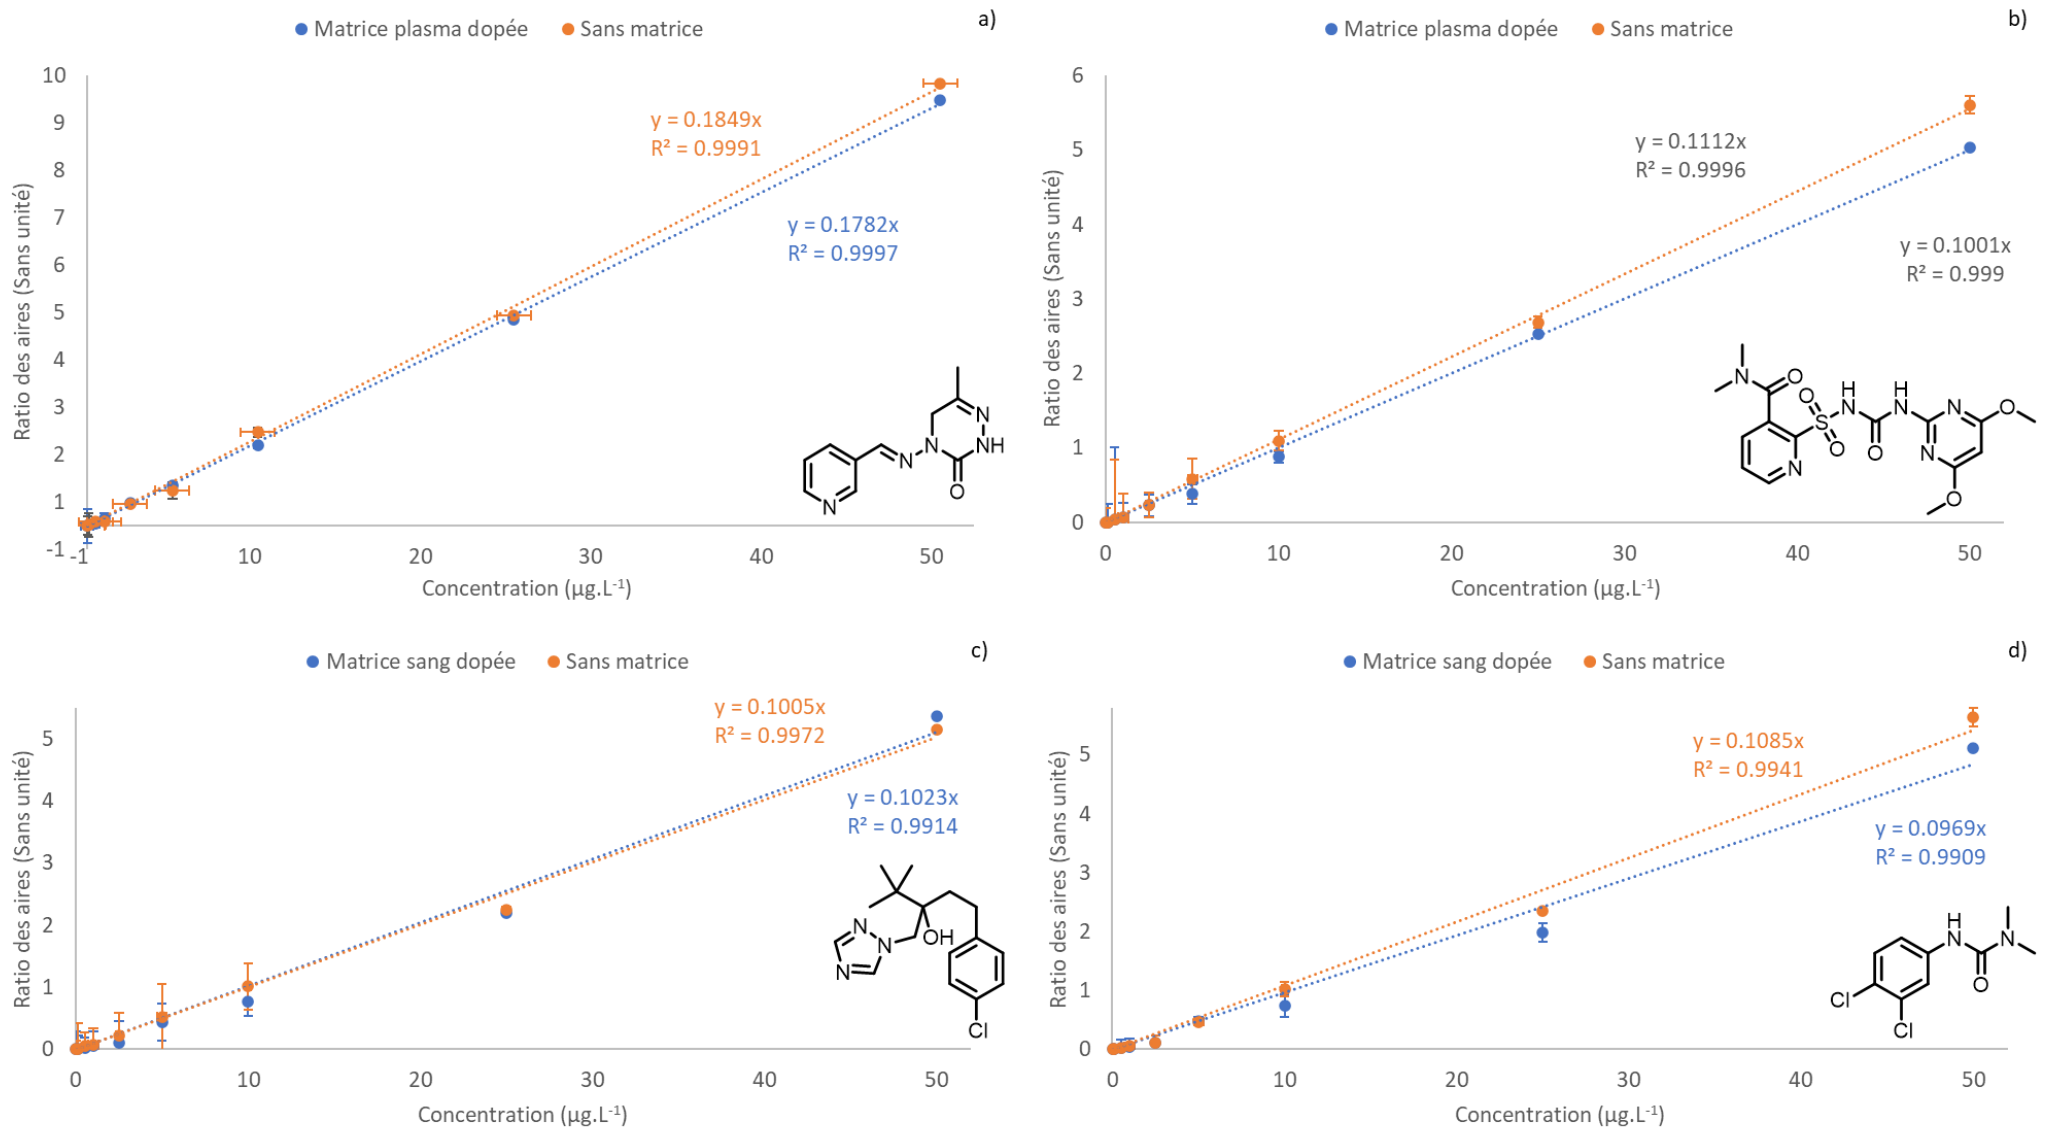 a)
Matrice plasma dopée Sans matrice
10
9
8
7
6
5
4
3
2
1
-1
-1 10 20 30 40 50
Ratio des aires (Sans unité)
Concentration (µg.L⁻¹)
y = 0.1849x
R² = 0.9991
y = 0.1782x
R² = 0.9997
N
N
N
N
NH
O
b)
Matrice plasma dopée Sans matrice
6
5
4
3
2
1
0
0 10 20 30 40 50
Ratio des aires (Sans unité)
Concentration (µg.L⁻¹)
y = 0.1112x
R² = 0.9996
y = 0.1001x
R² = 0.999
N
O
O
S
O
H
N
H
N
O
N
N
N
O
O
c)
Matrice sang dopée Sans matrice
5
4
3
2
1
0
0 10 20 30 40 50
Ratio des aires (Sans unité)
Concentration (µg.L⁻¹)
y = 0.1005x
R² = 0.9972
y = 0.1023x
R² = 0.9914
N
N
N
OH
Cl
d)
Matrice sang dopée Sans matrice
5
4
3
2
1
0
0 10 20 30 40 50
Ratio des aires (Sans unité)
Concentration (µg.L⁻¹)
y = 0.1085x
R² = 0.9941
y = 0.0969x
R² = 0.9909
H
N
N
O
Cl
Cl